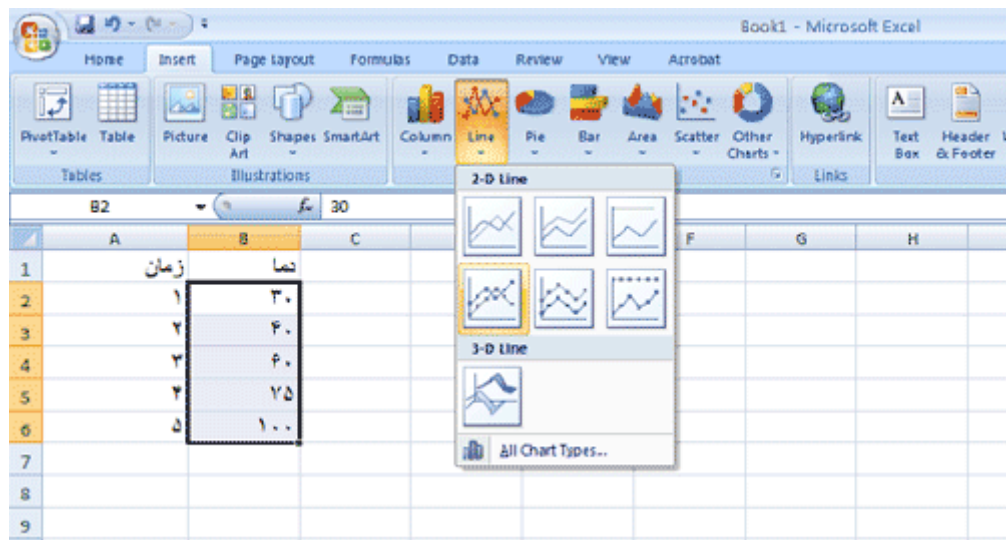 Book1 - Microsoft Excel
Home Insert Page Layout Formulas Data Review View Acrobat
PivotTable Table Picture Clip Art Shapes SmartArt Column Line Pie Bar Area Scatter Other Charts Hyperlink Text Box Header & Footer
Tables Illustrations Links
B2 fx 30
2-D Line
3-D Line
All Chart Types...
A B C F G H
1 زمان دما
2 ۱ ۳۰
3 ۲ ۴۰
4 ۳ ۶۰
5 ۴ ۷۵
6 ۵ ۱۰۰
7
8
9